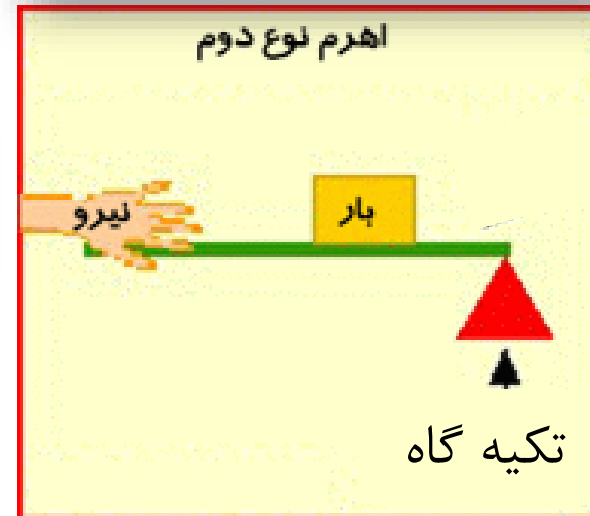 اهرم نوع دوم
بار
نیرو
تکیه گاه